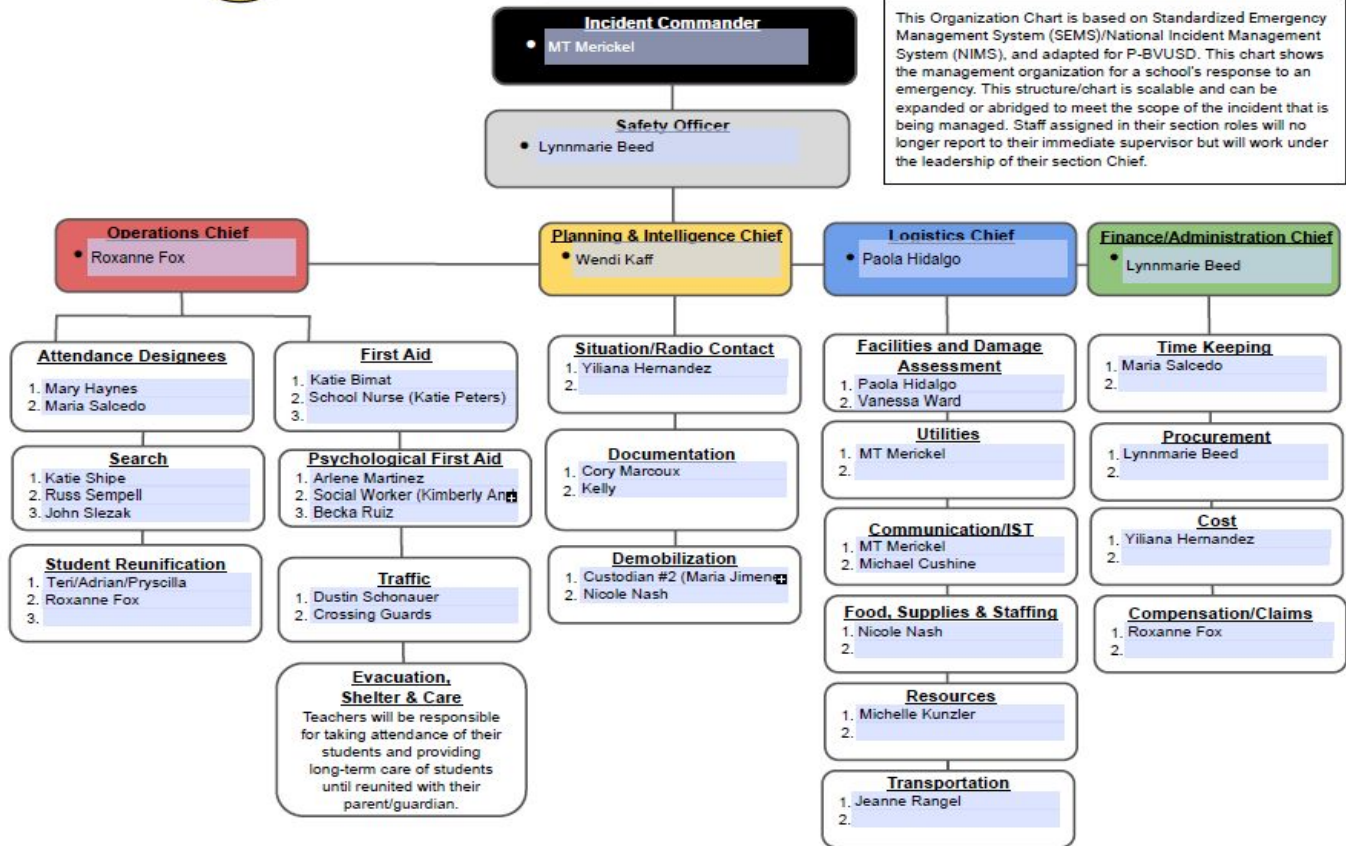 Incident Commander
• MT Merickel
This Organization Chart is based on Standardized Emergency
Management System (SEMS)/National Incident Management
System (NIMS), and adapted for P-BVUSD. This chart shows
the management organization for a school's response to an
emergency. This structure/chart is scalable and can be
expanded or abridged to meet the scope of the incident that is
being managed. Staff assigned in their section roles will no
longer report to their immediate supervisor but will work under
the leadership of their section Chief.
Safety Officer
• Lynnmarie Beed
Operations Chief
• Roxanne Fox
Planning & Intelligence Chief
• Wendi Kaff
Logistics Chief
• Paola Hidalgo
Finance/Administration Chief
• Lynnmarie Beed
Attendance Designees
1. Mary Haynes
2. Maria Salcedo
Search
1. Katie Shipe
2. Russ Sempell
3. John Slezak
Student Reunification
1. Teri/Adrian/Pryscilla
2. Roxanne Fox
3.
First Aid
1. Katie Bimat
2. School Nurse (Katie Peters)
3.
Psychological First Aid
1. Arlene Martinez
2. Social Worker (Kimberly
3. Becka Ruiz
Traffic
1. Dustin Schonauer
2. Crossing Guards
Evacuation,
Shelter & Care
Teachers will be responsible
for taking attendance of their
students and providing
long-term care of students
until reunited with their
parent/guardian.
Situation/Radio Contact
1. Yiliana Hernandez
2.
Documentation
1. Cory Marcoux
2. Kelly
Demobilization
1. Custodian #2 (Maria
2. Nicole Nash
Facilities and Damage
Assessment
1. Paola Hidalgo
2. Vanessa Ward
Utilities
1. MT Merickel
2.
Communication/IST
1. MT Merickel
2. Michael Cushine
Food, Supplies & Staffing
1. Nicole Nash
2.
Resources
1. Michelle Kunzler
2.
Transportation
1. Jeanne Rangel
2.
Time Keeping
1. Maria Salcedo
2.
Procurement
1. Lynnmarie Beed
2.
Cost
1. Yiliana Hernandez
2.
Compensation/Claims
1. Roxanne Fox
2.